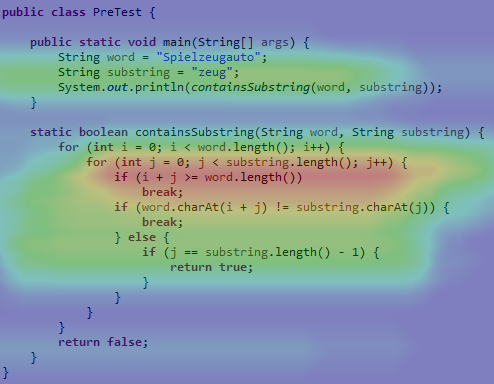 public class PreTest {
public static void main(String[] args) {
String word = "Spielzeugauto";
String substring = "zeug";
System.out.println(containsSubstring(word, substring));
}
static boolean containsSubstring(String word, String substring) {
for (int i = 0; i < word.length(); i++) {
for (int j = 0; j < substring.length(); j++) {
if (i + j >= word.length())
break;
if (word.charAt(i + j) != substring.charAt(j)) {
break;
} else {
if (j == substring.length() - 1) {
return true;
}
}
}
}
return false;
}
}